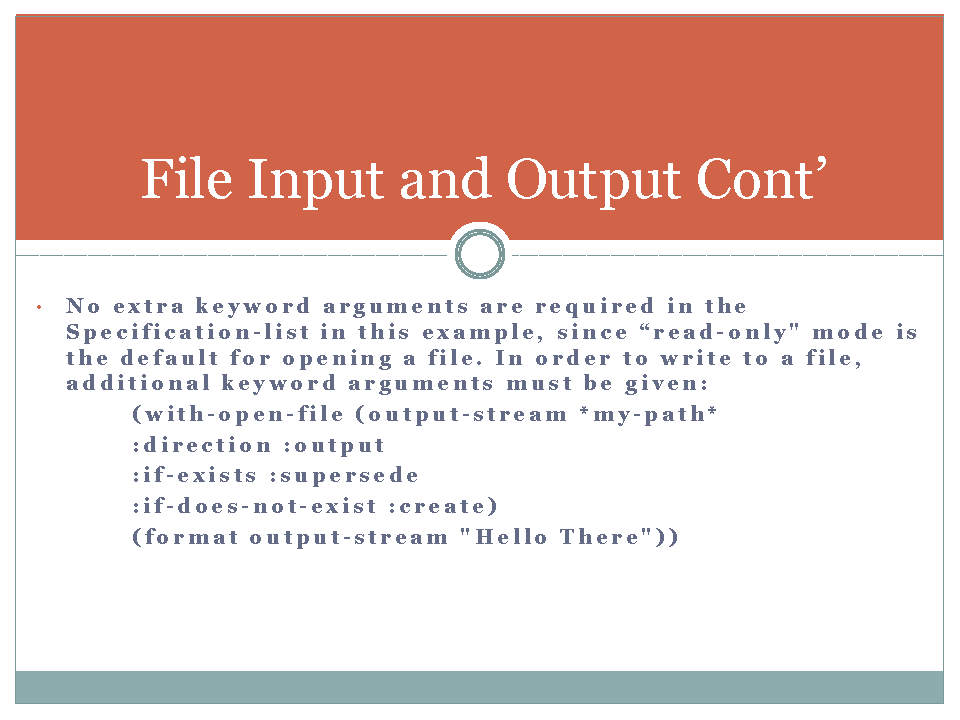 File Input and Output Cont’
• No extra keyword arguments are required in the
Specification-list in this example, since “read-only" mode is
the default for opening a file. In order to write to a file,
additional keyword arguments must be given:
(with-open-file (output-stream *my-path*
:direction :output
:if-exists :supersede
:if-does-not-exist :create)
(format output-stream "Hello There"))